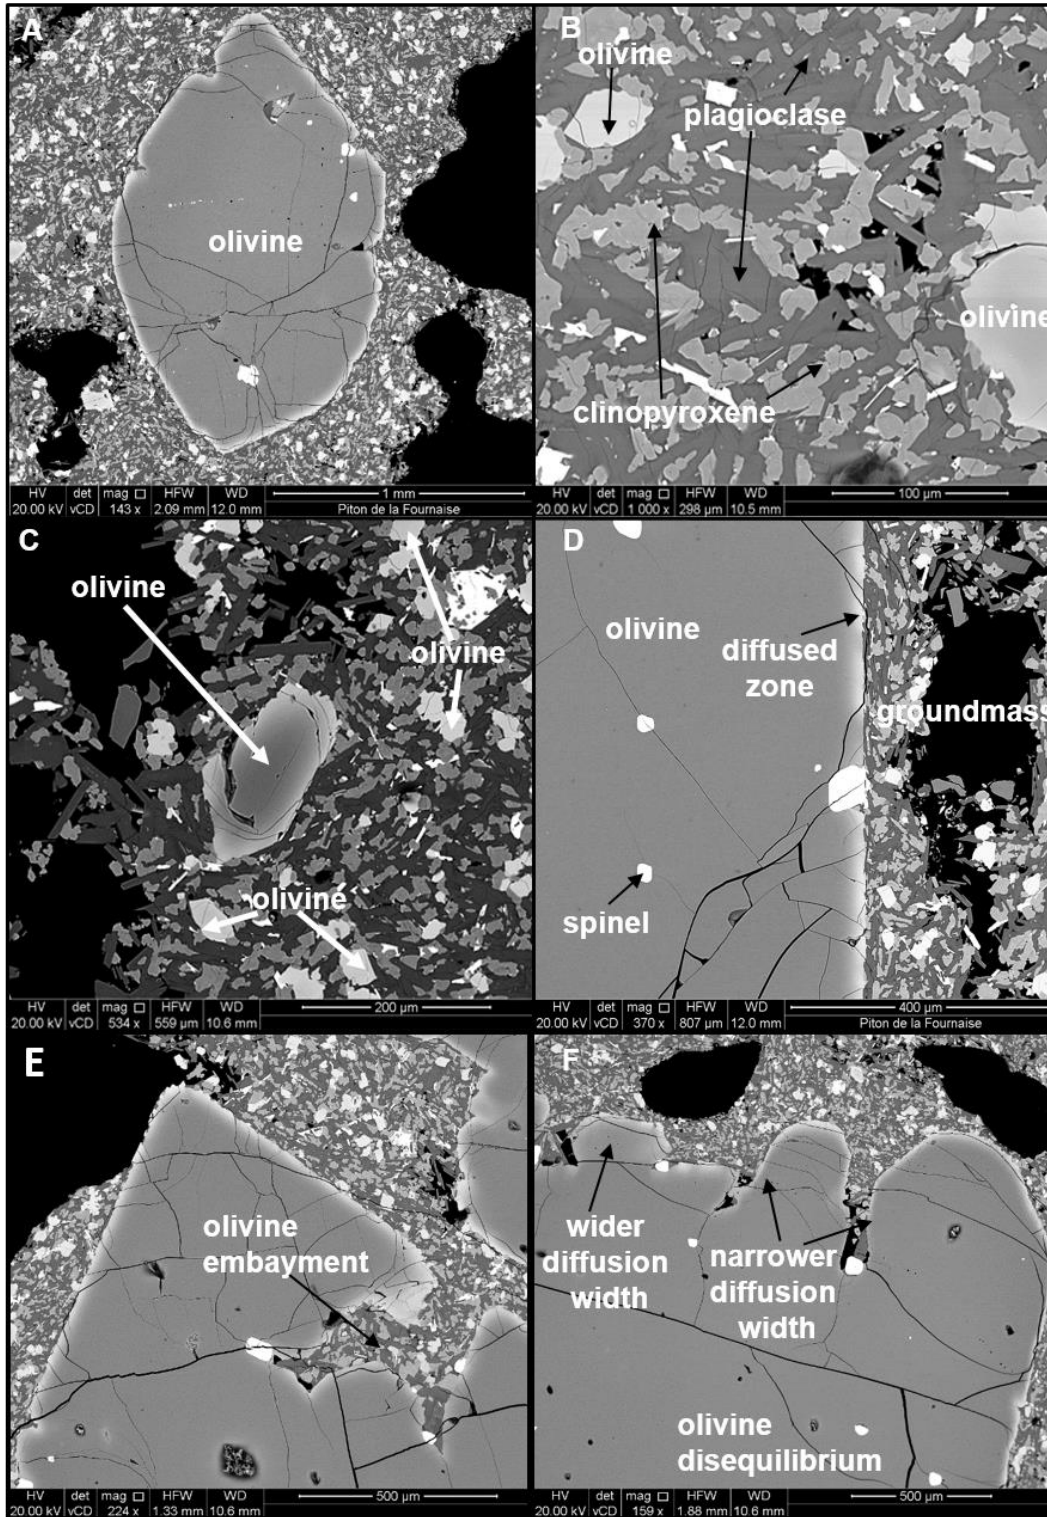 A
olivine
HV det mag □ HFW WD 1 mm
20.00 kV vCD 143 x 2.09 mm 12.0 mm Piton de la Fournaise
B
olivine
plagioclase
olivine
clinopyroxene
HV det mag □ HFW WD 100 µm
20.00 kV vCD 1 000 x 298 µm 10.5 mm
C
olivine
olivine
olivine
HV det mag □ HFW WD 200 µm
20.00 kV vCD 534 x 559 µm 10.6 mm
D
olivine
diffused
zone
groundmass
spinel
HV det mag □ HFW WD 400 µm
20.00 kV vCD 370 x 807 µm 12.0 mm Piton de la Fournaise
E
olivine
embayment
HV det mag □ HFW WD 500 µm
20.00 kV vCD 224 x 1.33 mm 10.6 mm
F
wider
diffusion
width
narrower
diffusion
width
olivine
disequilibrium
HV det mag □ HFW WD 500 µm
20.00 kV vCD 159 x 1.88 mm 10.6 mm